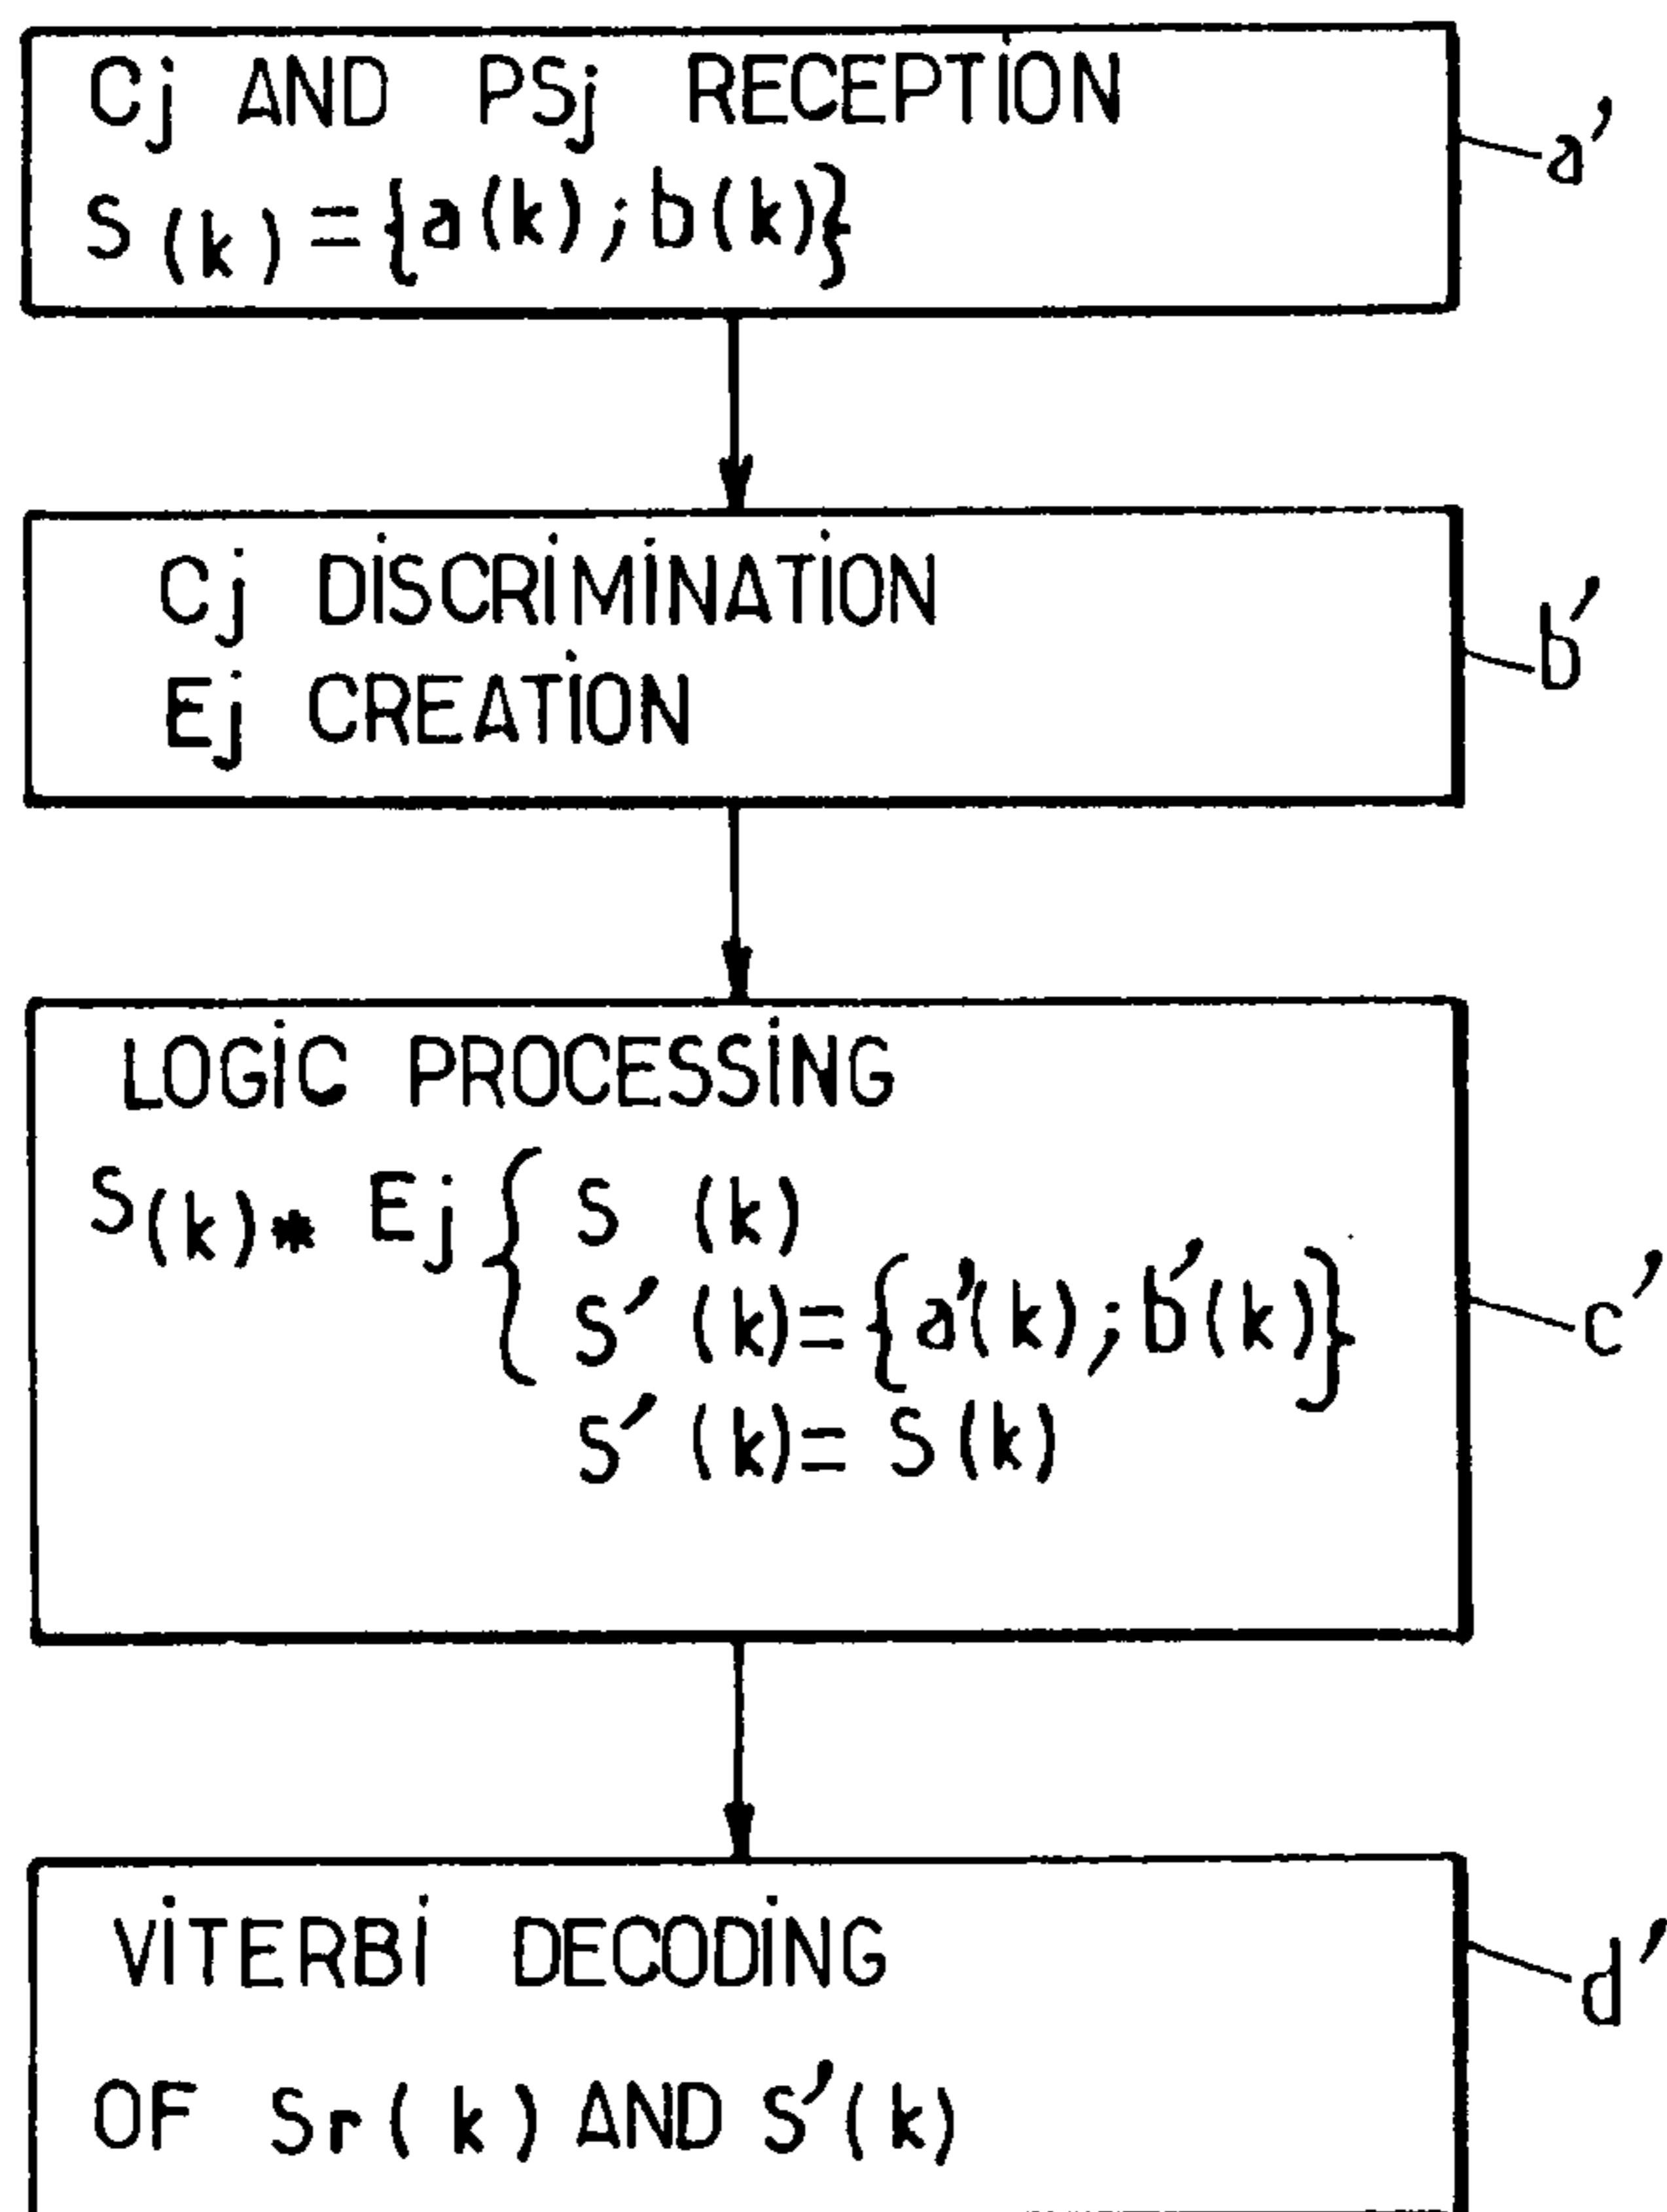 Cj AND PSj RECEPTION
S(k)={a(k);b(k)}
a'
Cj DISCRIMINATION
Ej CREATION
b'
LOGIC PROCESSING
S(k)* Ej { S (k)
S' (k)={a'(k);b'(k)}
S' (k)= S(k)
c'
VITERBI DECODING
OF Sr(k) AND S'(k)
d'